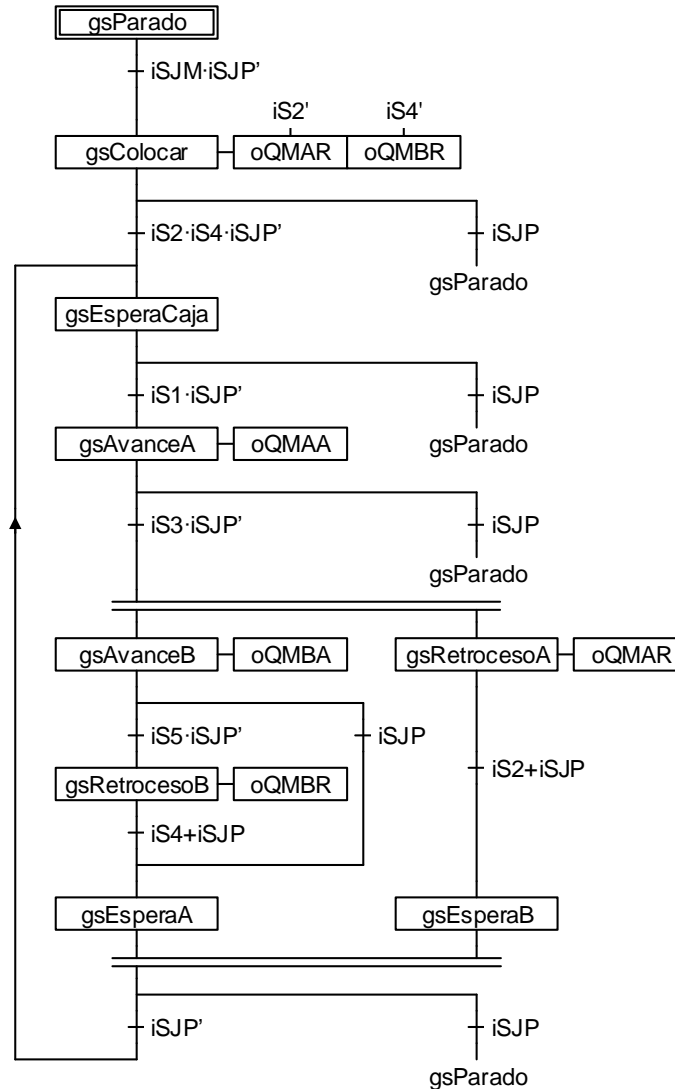 gsParado
iSJM·iSJP’
iS2' iS4'
gsColocar oQMAR oQMBR
iS2·iS4·iSJP’ iSJP
gsParado
gsEsperaCaja
iS1·iSJP’ iSJP
gsAvanceA oQMAA gsParado
iS3·iSJP’ iSJP
gsParado
gsAvanceB oQMBA gsRetrocesoA oQMAR
iS5·iSJP’ iSJP
iS2+iSJP
gsRetrocesoB oQMBR
iS4+iSJP
gsEsperaA gsEsperaB
iSJP’ iSJP
gsParado